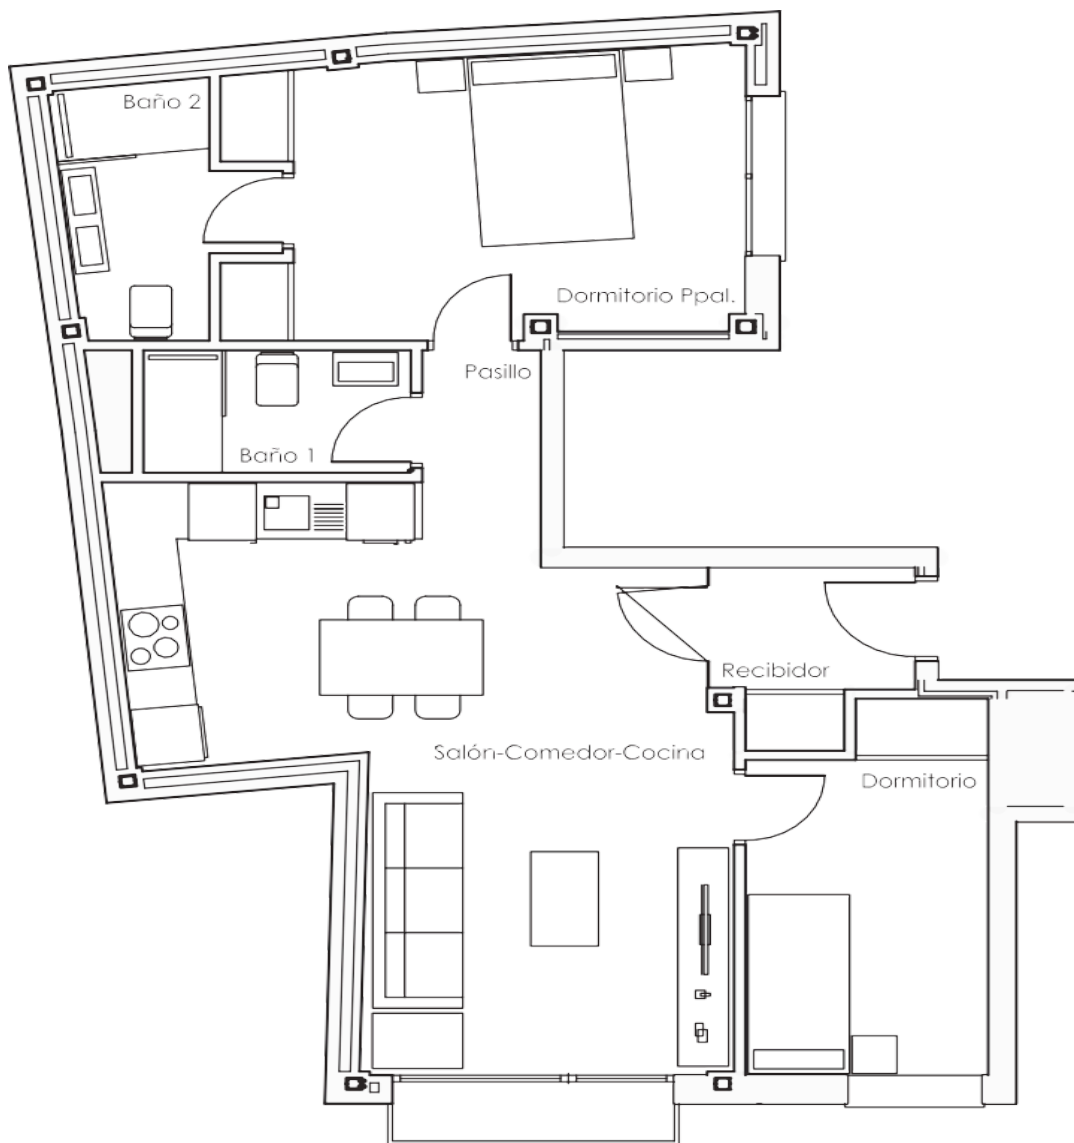 Baño 2
Dormitorio Ppal.
Pasillo
Baño 1
Recibidor
Salón-Comedor-Cocina
Dormitorio